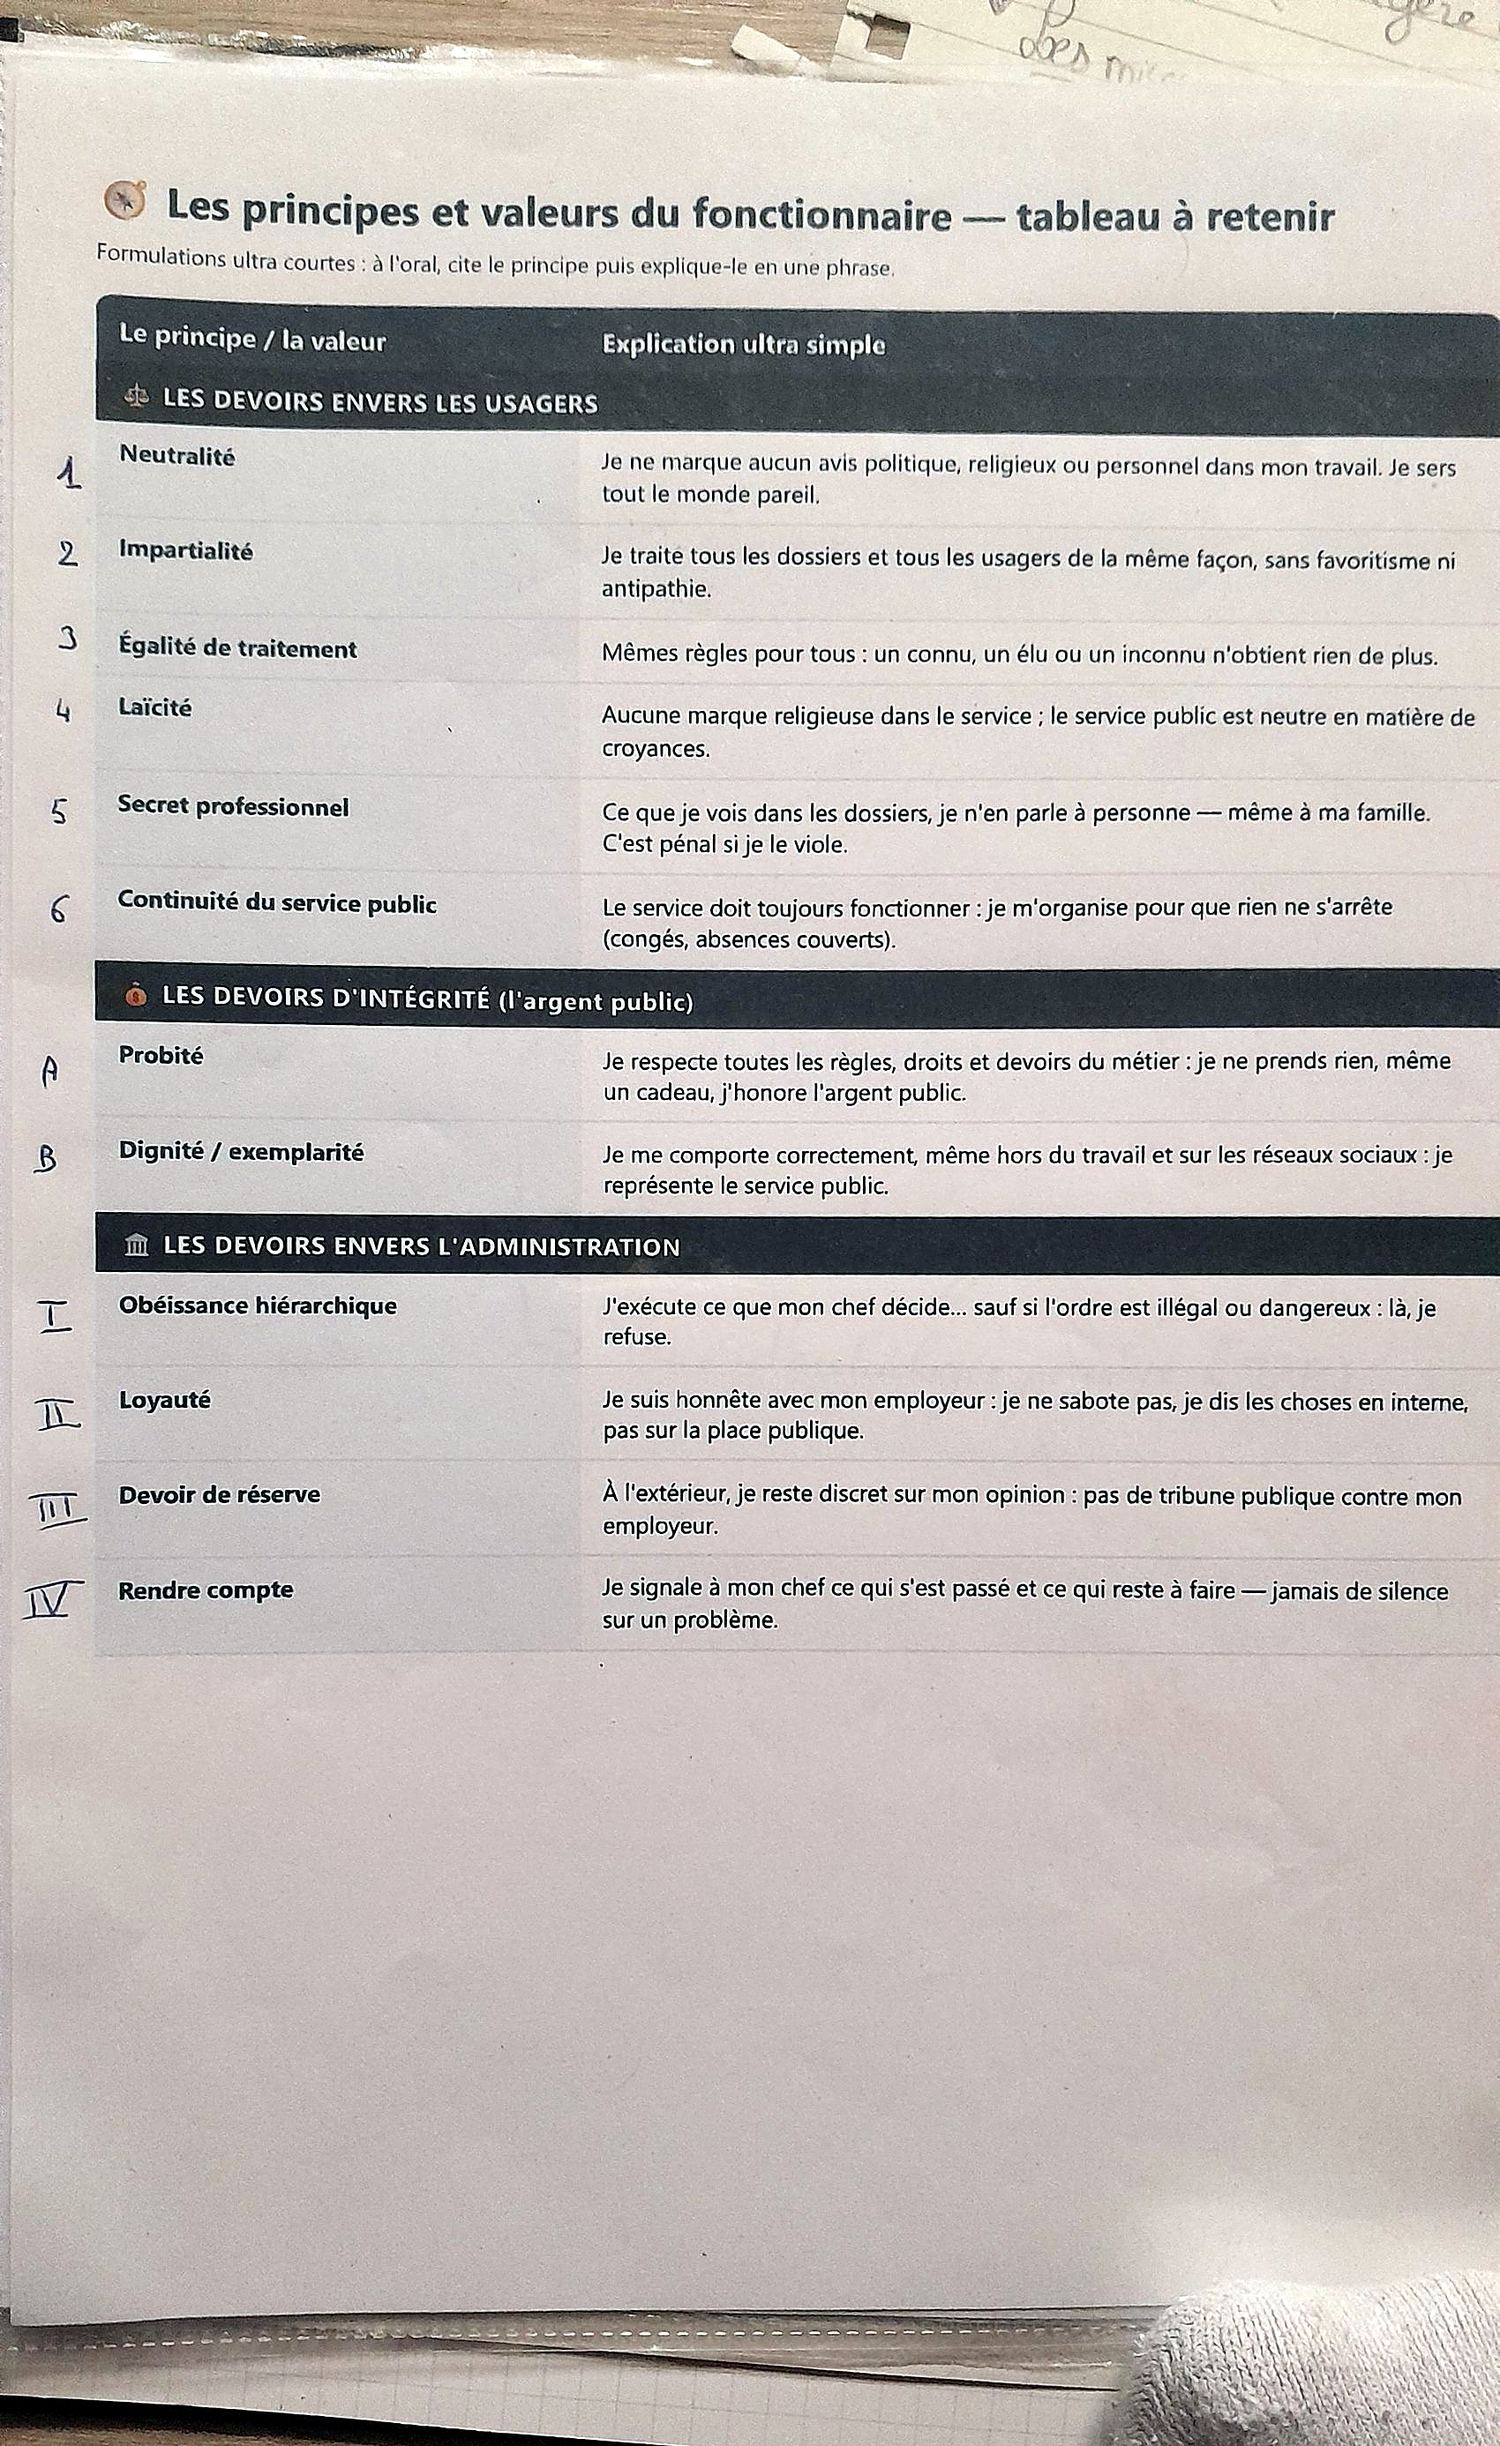 des
Les principes et valeurs du fonctionnaire — tableau à retenir
Formulations ultra courtes : à l'oral, cite le principe puis explique-le en une phrase.
Le principe / la valeur Explication ultra simple
LES DEVOIRS ENVERS LES USAGERS
1 Neutralité Je ne marque aucun avis politique, religieux ou personnel dans mon travail. Je sers
tout le monde pareil.
2 Impartialité Je traite tous les dossiers et tous les usagers de la même façon, sans favoritisme ni
antipathie.
3 Égalité de traitement Mêmes règles pour tous : un connu, un élu ou un inconnu n'obtient rien de plus.
4 Laïcité Aucune marque religieuse dans le service ; le service public est neutre en matière de
croyances.
5 Secret professionnel Ce que je vois dans les dossiers, je n'en parle à personne — même à ma famille.
C'est pénal si je le viole.
6 Continuité du service public Le service doit toujours fonctionner : je m'organise pour que rien ne s'arrête
(congés, absences couverts).
LES DEVOIRS D'INTÉGRITÉ (l'argent public)
A Probité Je respecte toutes les règles, droits et devoirs du métier : je ne prends rien, même
un cadeau, j'honore l'argent public.
B Dignité / exemplarité Je me comporte correctement, même hors du travail et sur les réseaux sociaux : je
représente le service public.
LES DEVOIRS ENVERS L'ADMINISTRATION
I Obéissance hiérarchique J'exécute ce que mon chef décide... sauf si l'ordre est illégal ou dangereux : là, je
refuse.
II Loyauté Je suis honnête avec mon employeur : je ne sabote pas, je dis les choses en interne,
pas sur la place publique.
III Devoir de réserve À l'extérieur, je reste discret sur mon opinion : pas de tribune publique contre mon
employeur.
IV Rendre compte Je signale à mon chef ce qui s'est passé et ce qui reste à faire — jamais de silence
sur un problème.